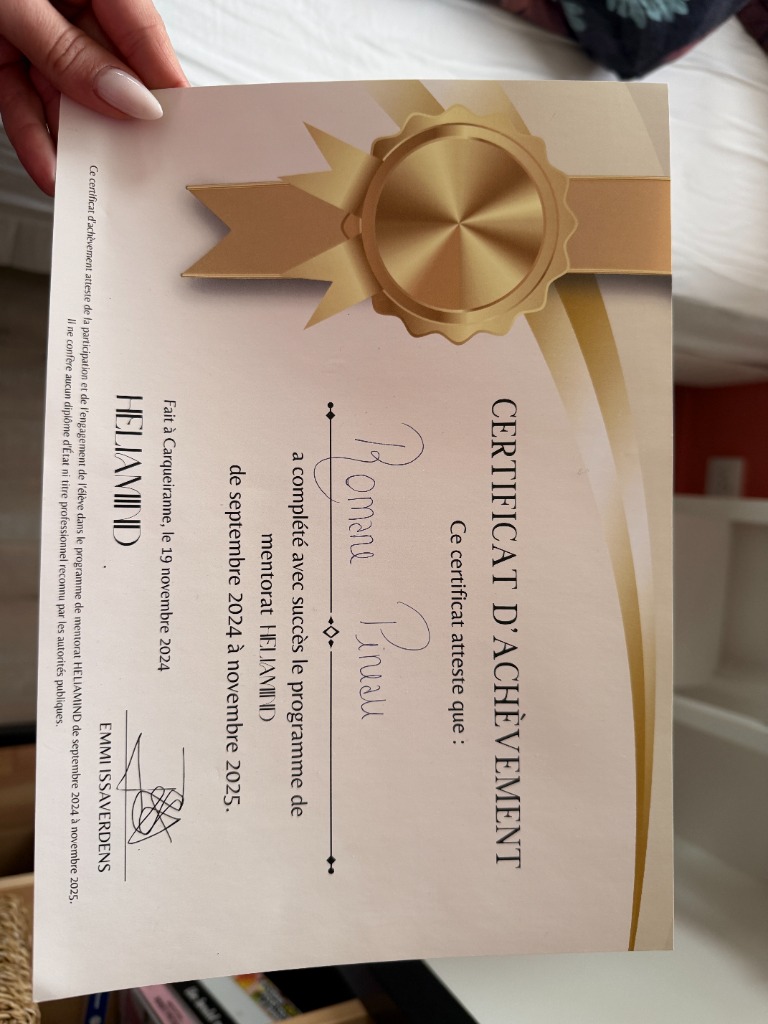 CERTIFICAT D'ACHÈVEMENT
Ce certificat atteste que :
Romane Pineau
a complété avec succès le programme de
mentorat HELIAMIND
de septembre 2024 à novembre 2025.
Fait à Carqueiranne, le 19 novembre 2024
HELIAMIND
EMMI ISSAVERDENS
Ce certificat d'achèvement atteste de la participation et de l'engagement de l'élève dans le programme de mentorat HELIAMIND de septembre 2024 à novembre 2025.
Il ne confère aucun diplôme d'État ni titre professionnel reconnu par les autorités publiques.